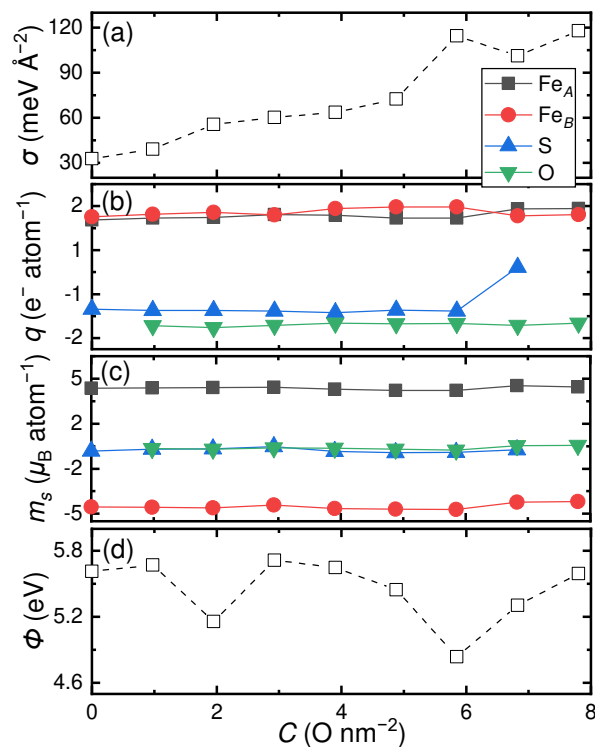 (a)
120
90
60
30
σ (meV Å⁻²)
Fe_A
Fe_B
S
O
(b)
2
1
-1
-2
q (e⁻ atom⁻¹)
(c)
5
2
-2
-5
m_s (μ_B atom⁻¹)
(d)
5.8
5.2
4.6
Φ (eV)
0 2 4 6 8
C (O nm⁻²)